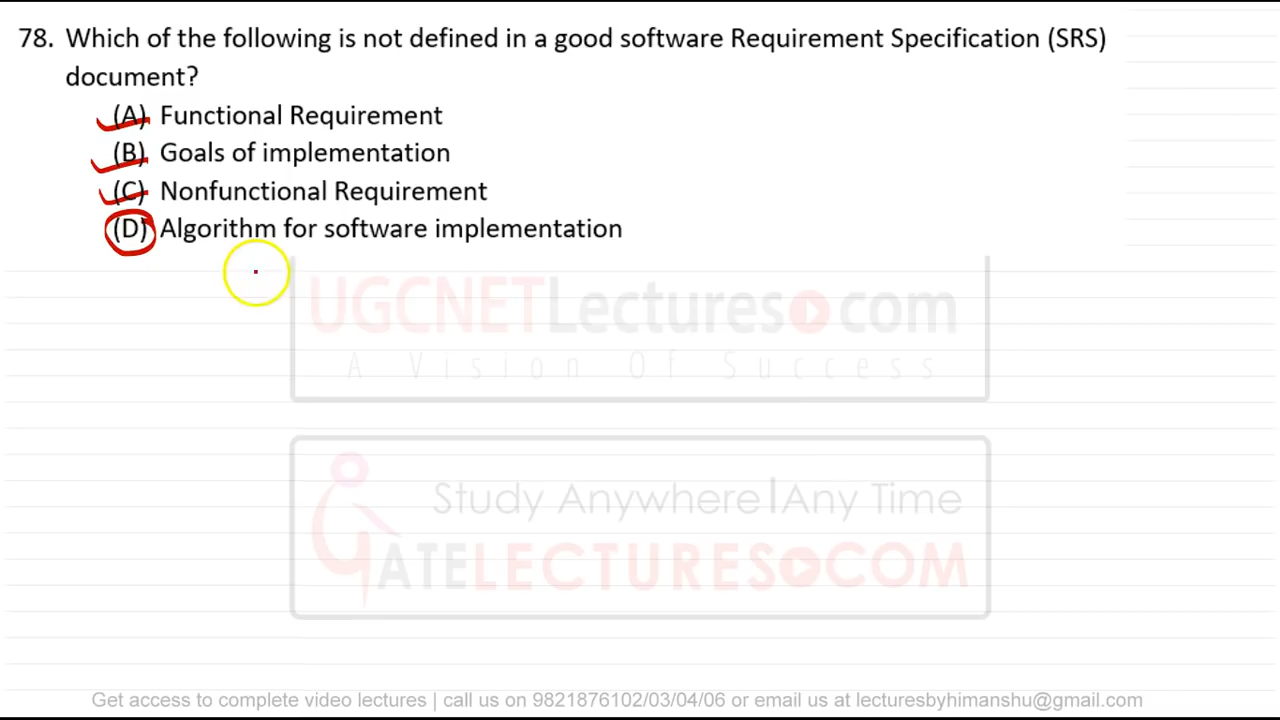 78. Which of the following is not defined in a good software Requirement Specification (SRS)
document?
(A) Functional Requirement
(B) Goals of implementation
(C) Nonfunctional Requirement
(D) Algorithm for software implementation
UGCNETLectures.com
A Vision Of Success
Study Anywhere|Any Time
GATELECTURES.COM
Get access to complete video lectures | call us on 9821876102/03/04/06 or email us at lecturesbyhimanshu@gmail.com